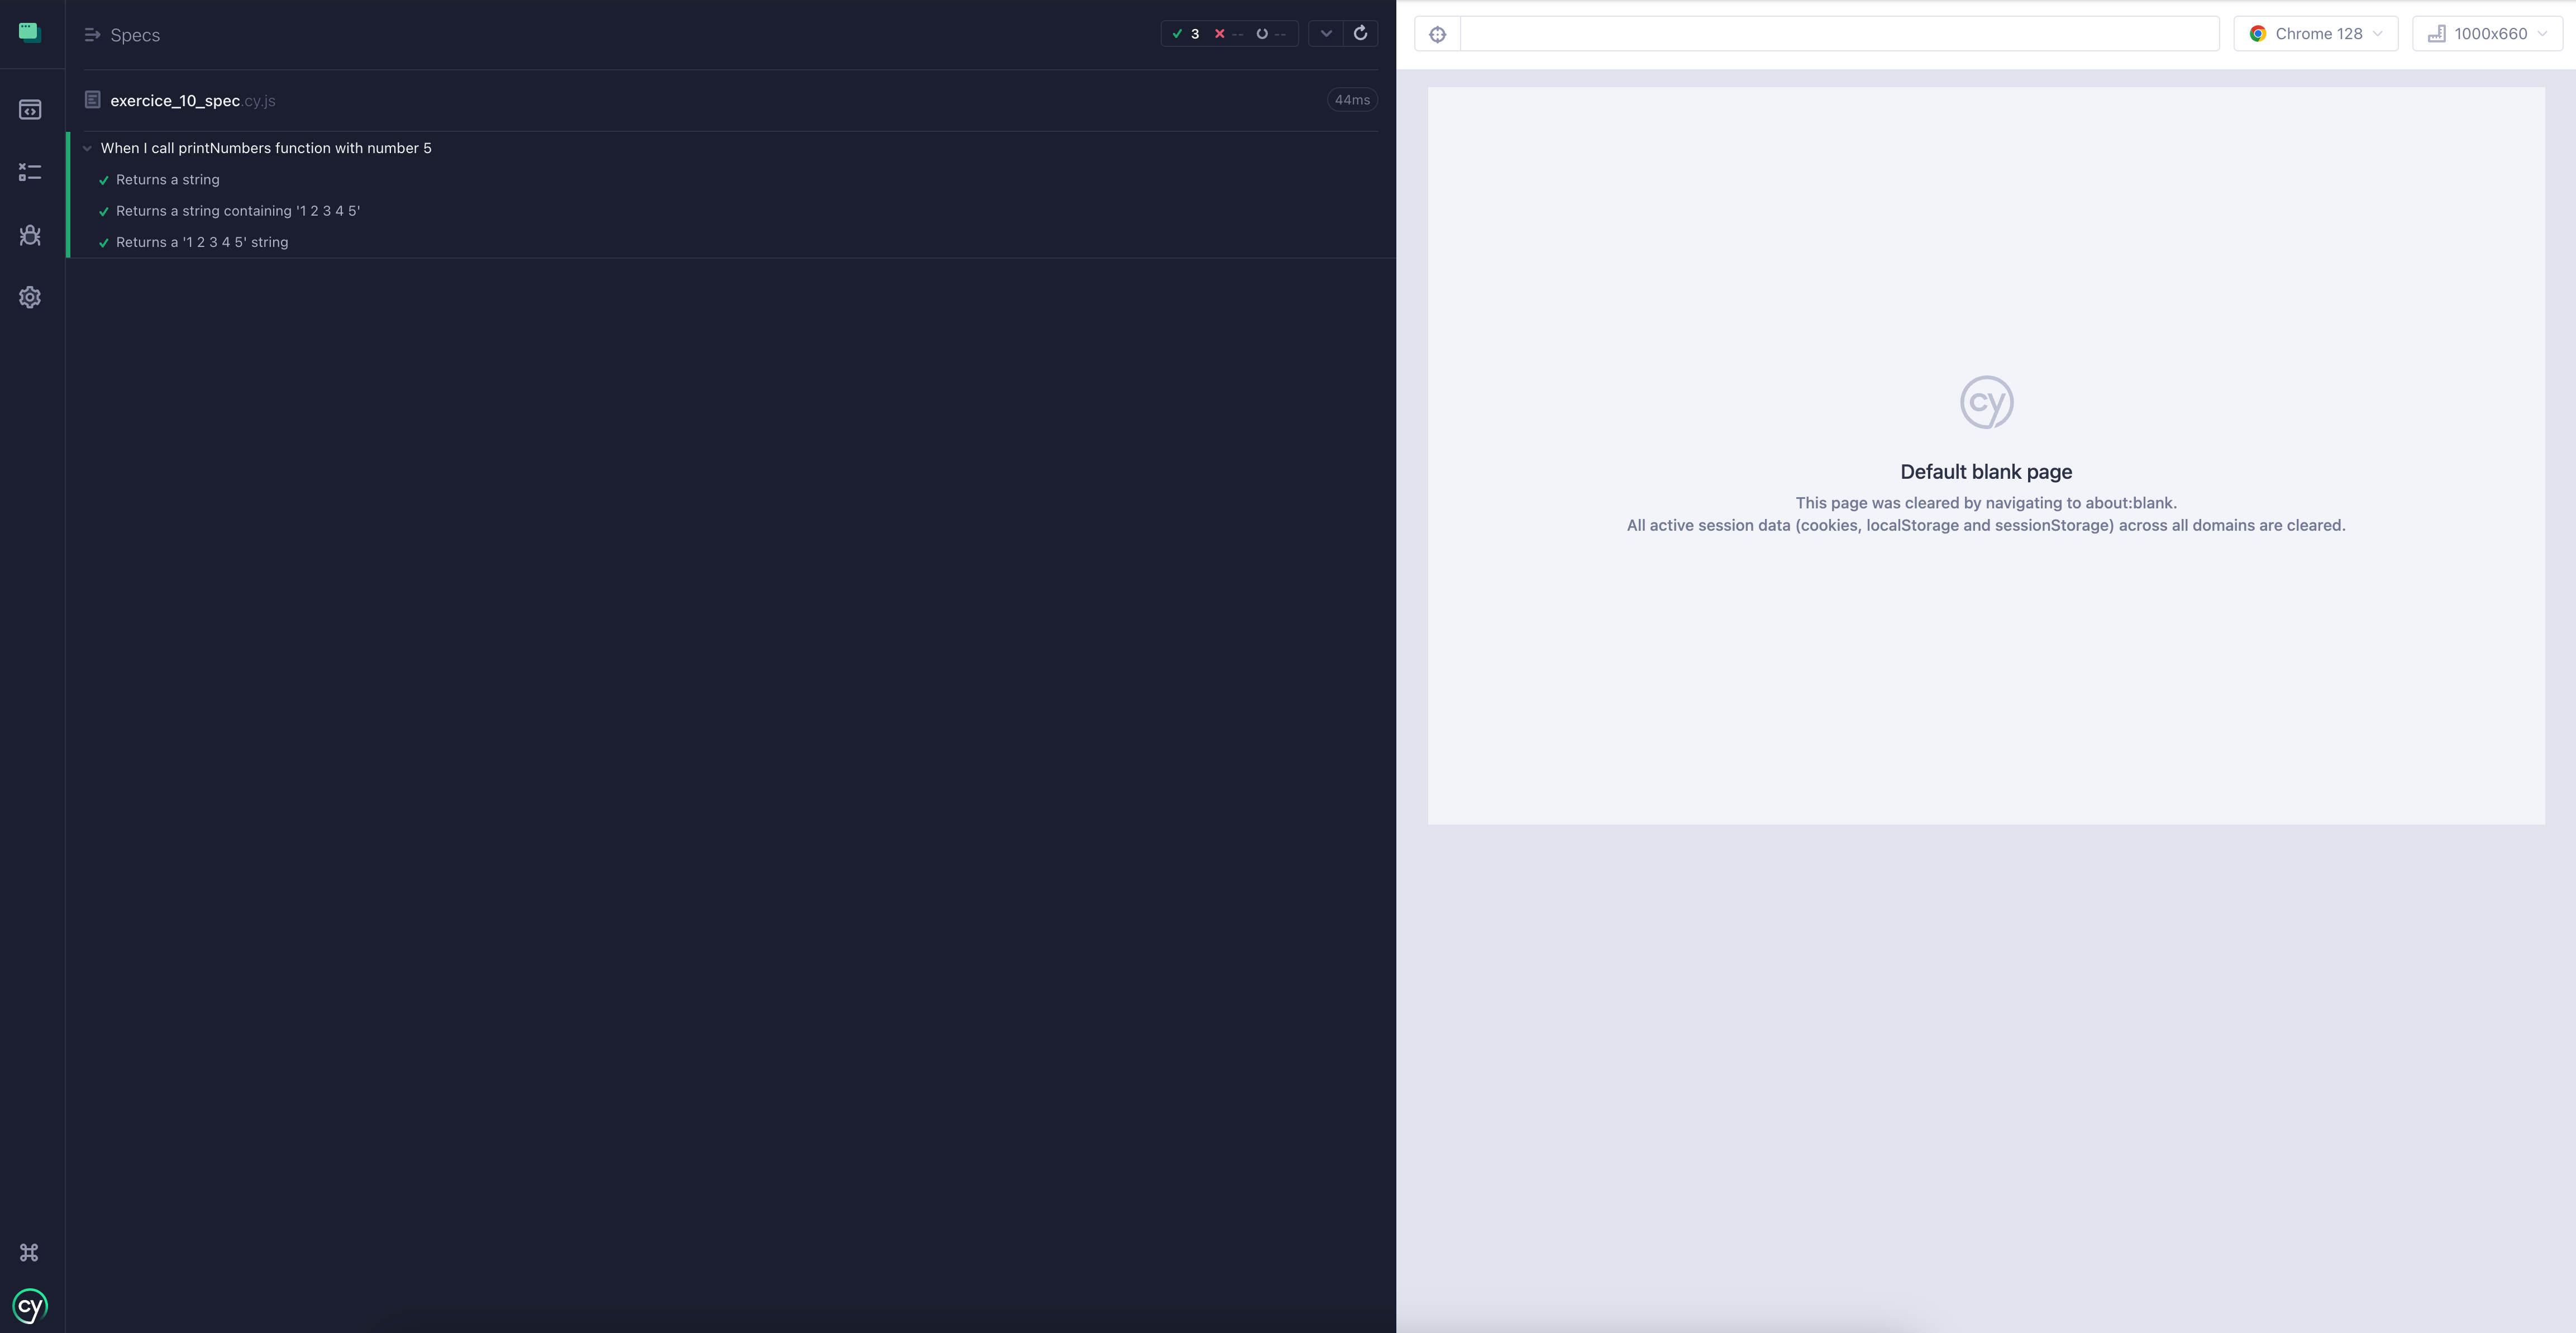 Specs
3 -- --
exercice_10_spec.cy.js
44ms
When I call printNumbers function with number 5
Returns a string
Returns a string containing '1 2 3 4 5'
Returns a '1 2 3 4 5' string
cy
Chrome 128
1000x660
cy
Default blank page
This page was cleared by navigating to about:blank.
All active session data (cookies, localStorage and sessionStorage) across all domains are cleared.